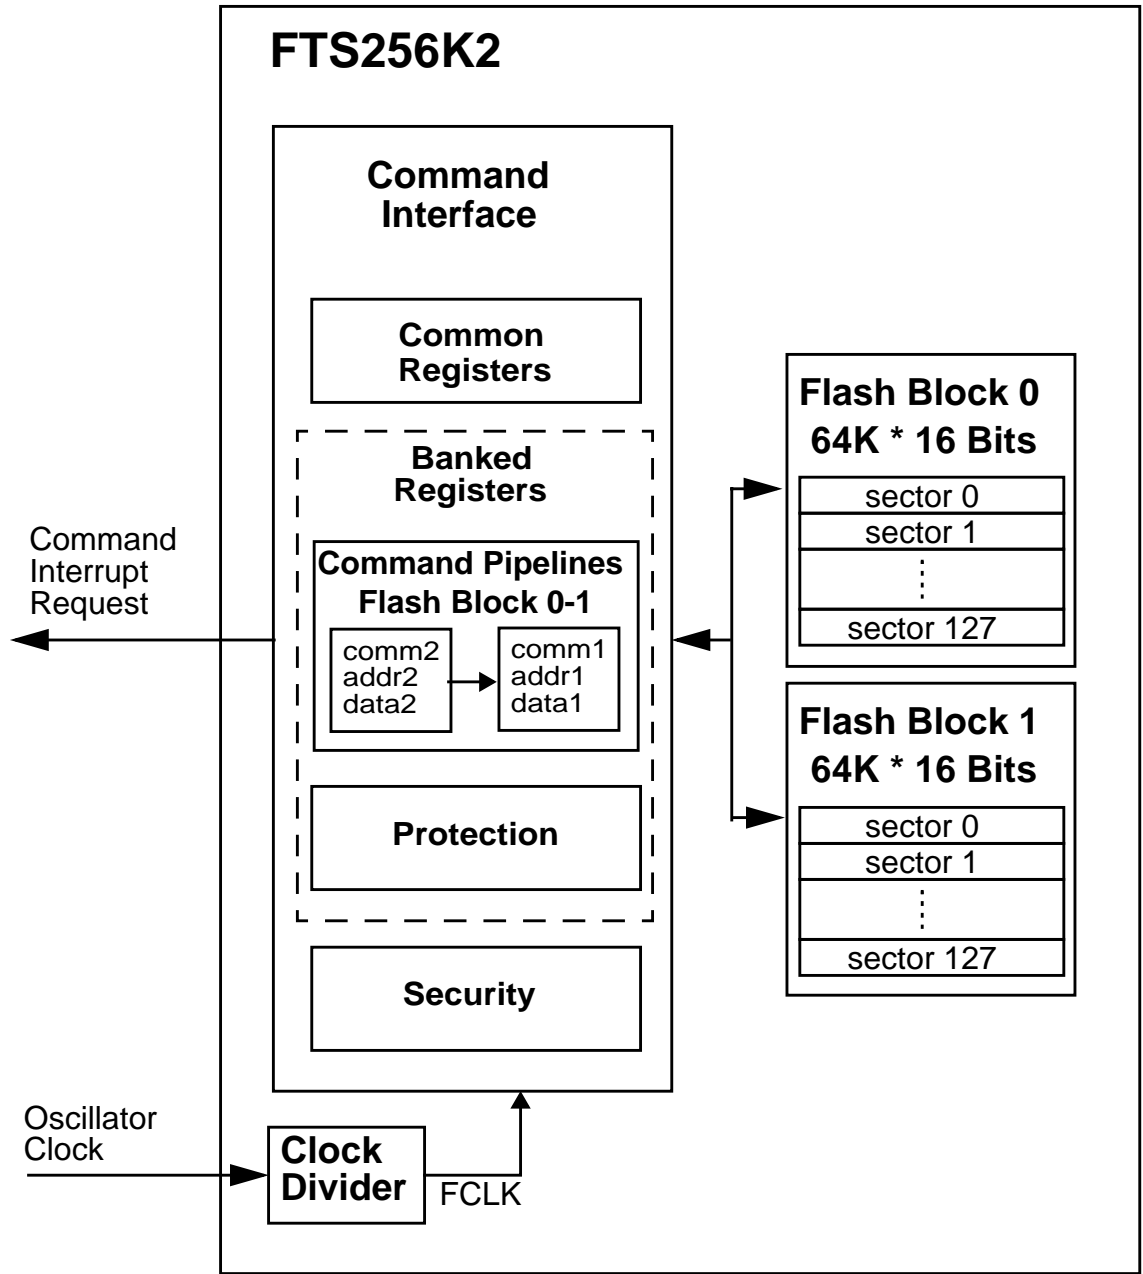 FTS256K2
Command
Interface
Common
Registers
Banked
Registers
Command Pipelines
Flash Block 0-1
comm2
addr2
data2
comm1
addr1
data1
Protection
Security
Command
Interrupt
Request
Oscillator
Clock
Clock
Divider
FCLK
Flash Block 0
64K * 16 Bits
sector 0
sector 1
sector 127
Flash Block 1
64K * 16 Bits
sector 0
sector 1
sector 127